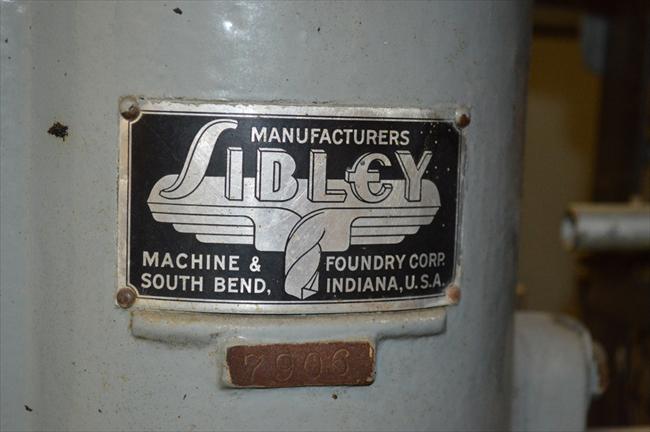 MANUFACTURERS
SIBLEY
MACHINE & FOUNDRY CORP.
SOUTH BEND, INDIANA, U.S.A.
7906